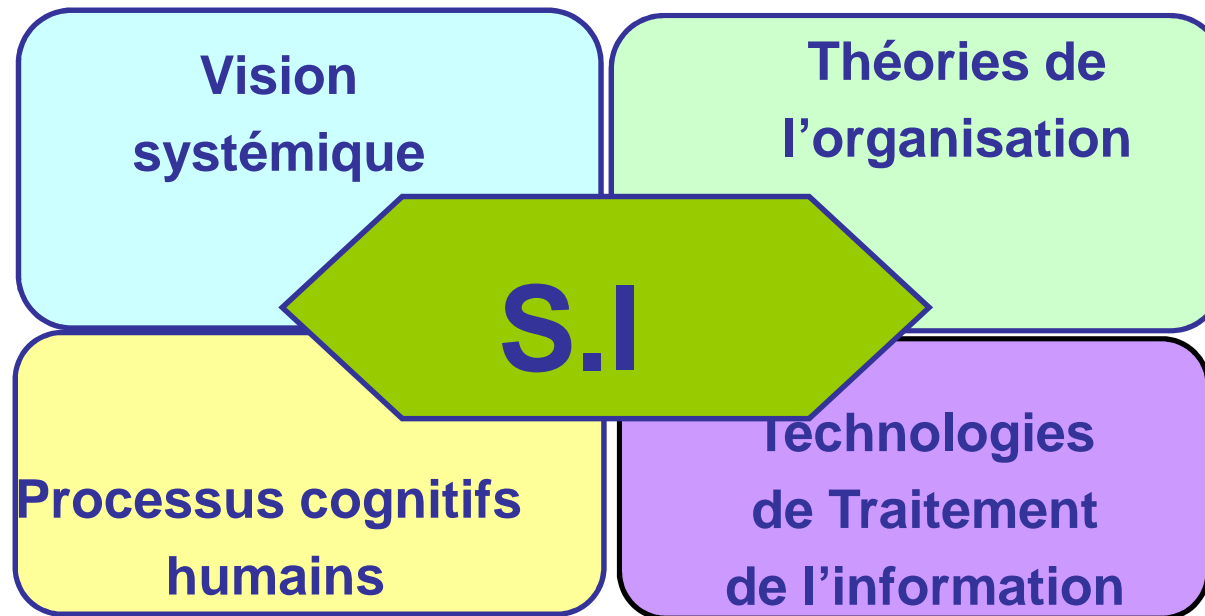 Vision
systémique
Théories de
l’organisation
S.I
Processus cognitifs
humains
Technologies
de Traitement
de l’information